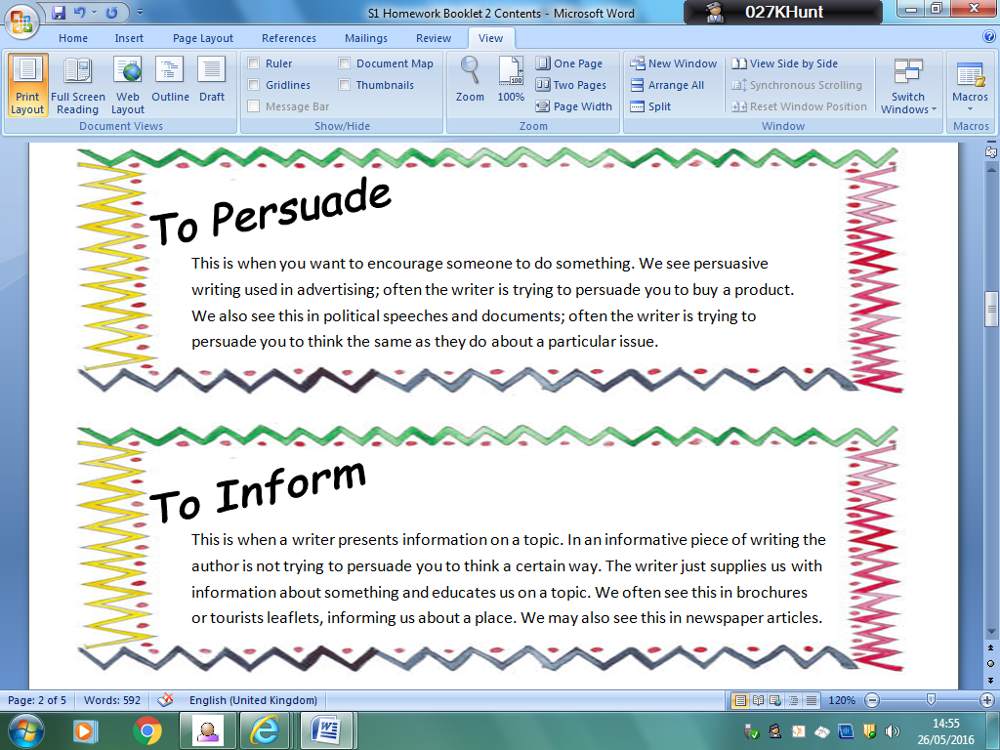 S1 Homework Booklet 2 Contents - Microsoft Word
027KHunt
Home Insert Page Layout References Mailings Review View
Print Layout
Full Screen Reading
Web Layout
Outline
Draft
Document Views
Ruler
Gridlines
Message Bar
Document Map
Thumbnails
Show/Hide
Zoom
100%
One Page
Two Pages
Page Width
Zoom
New Window
Arrange All
Split
View Side by Side
Synchronous Scrolling
Reset Window Position
Switch Windows
Window
Macros
Macros
To Persuade
This is when you want to encourage someone to do something. We see persuasive
writing used in advertising; often the writer is trying to persuade you to buy a product.
We also see this in political speeches and documents; often the writer is trying to
persuade you to think the same as they do about a particular issue.
To Inform
This is when a writer presents information on a topic. In an informative piece of writing the
author is not trying to persuade you to think a certain way. The writer just supplies us with
information about something and educates us on a topic. We often see this in brochures
or tourists leaflets, informing us about a place. We may also see this in newspaper articles.
Page: 2 of 5 Words: 592 English (United Kingdom) 120%
14:55
26/05/2016